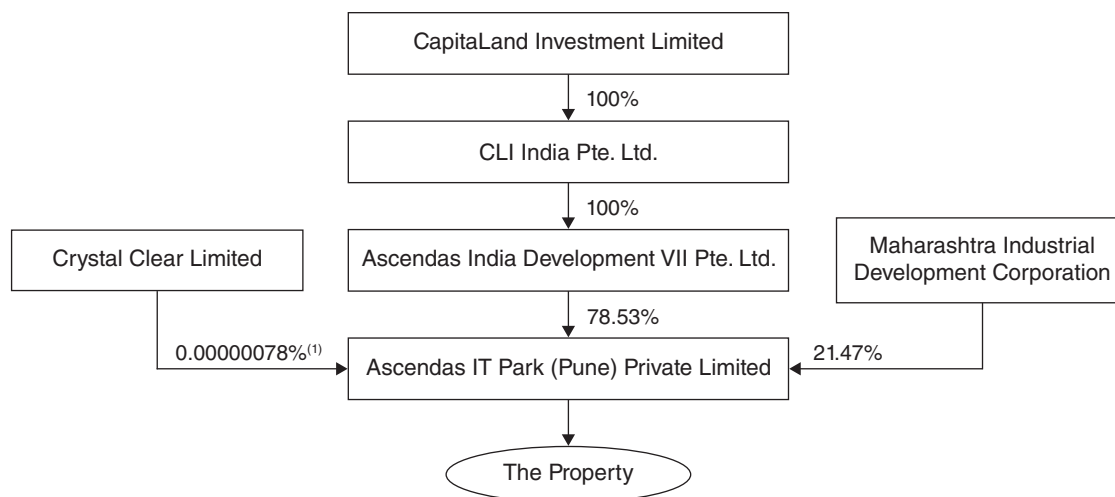 CapitaLand Investment Limited
100%
CLI India Pte. Ltd.
100%
Crystal Clear Limited
Ascendas India Development VII Pte. Ltd.
Maharashtra Industrial
Development Corporation
78.53%
0.00000078%(1)
Ascendas IT Park (Pune) Private Limited
21.47%
The Property